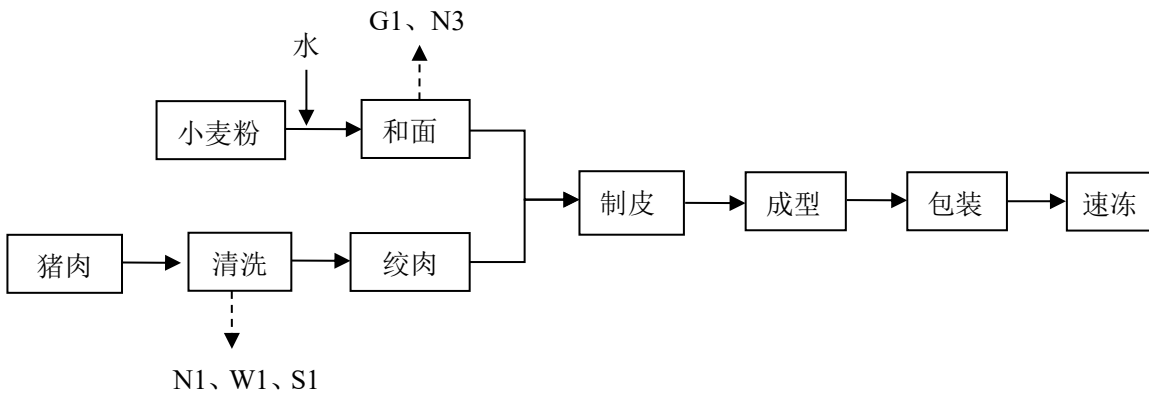 G1、N3
水
小麦粉
和面
制皮
成型
包装
速冻
猪肉
清洗
绞肉
N1、W1、S1